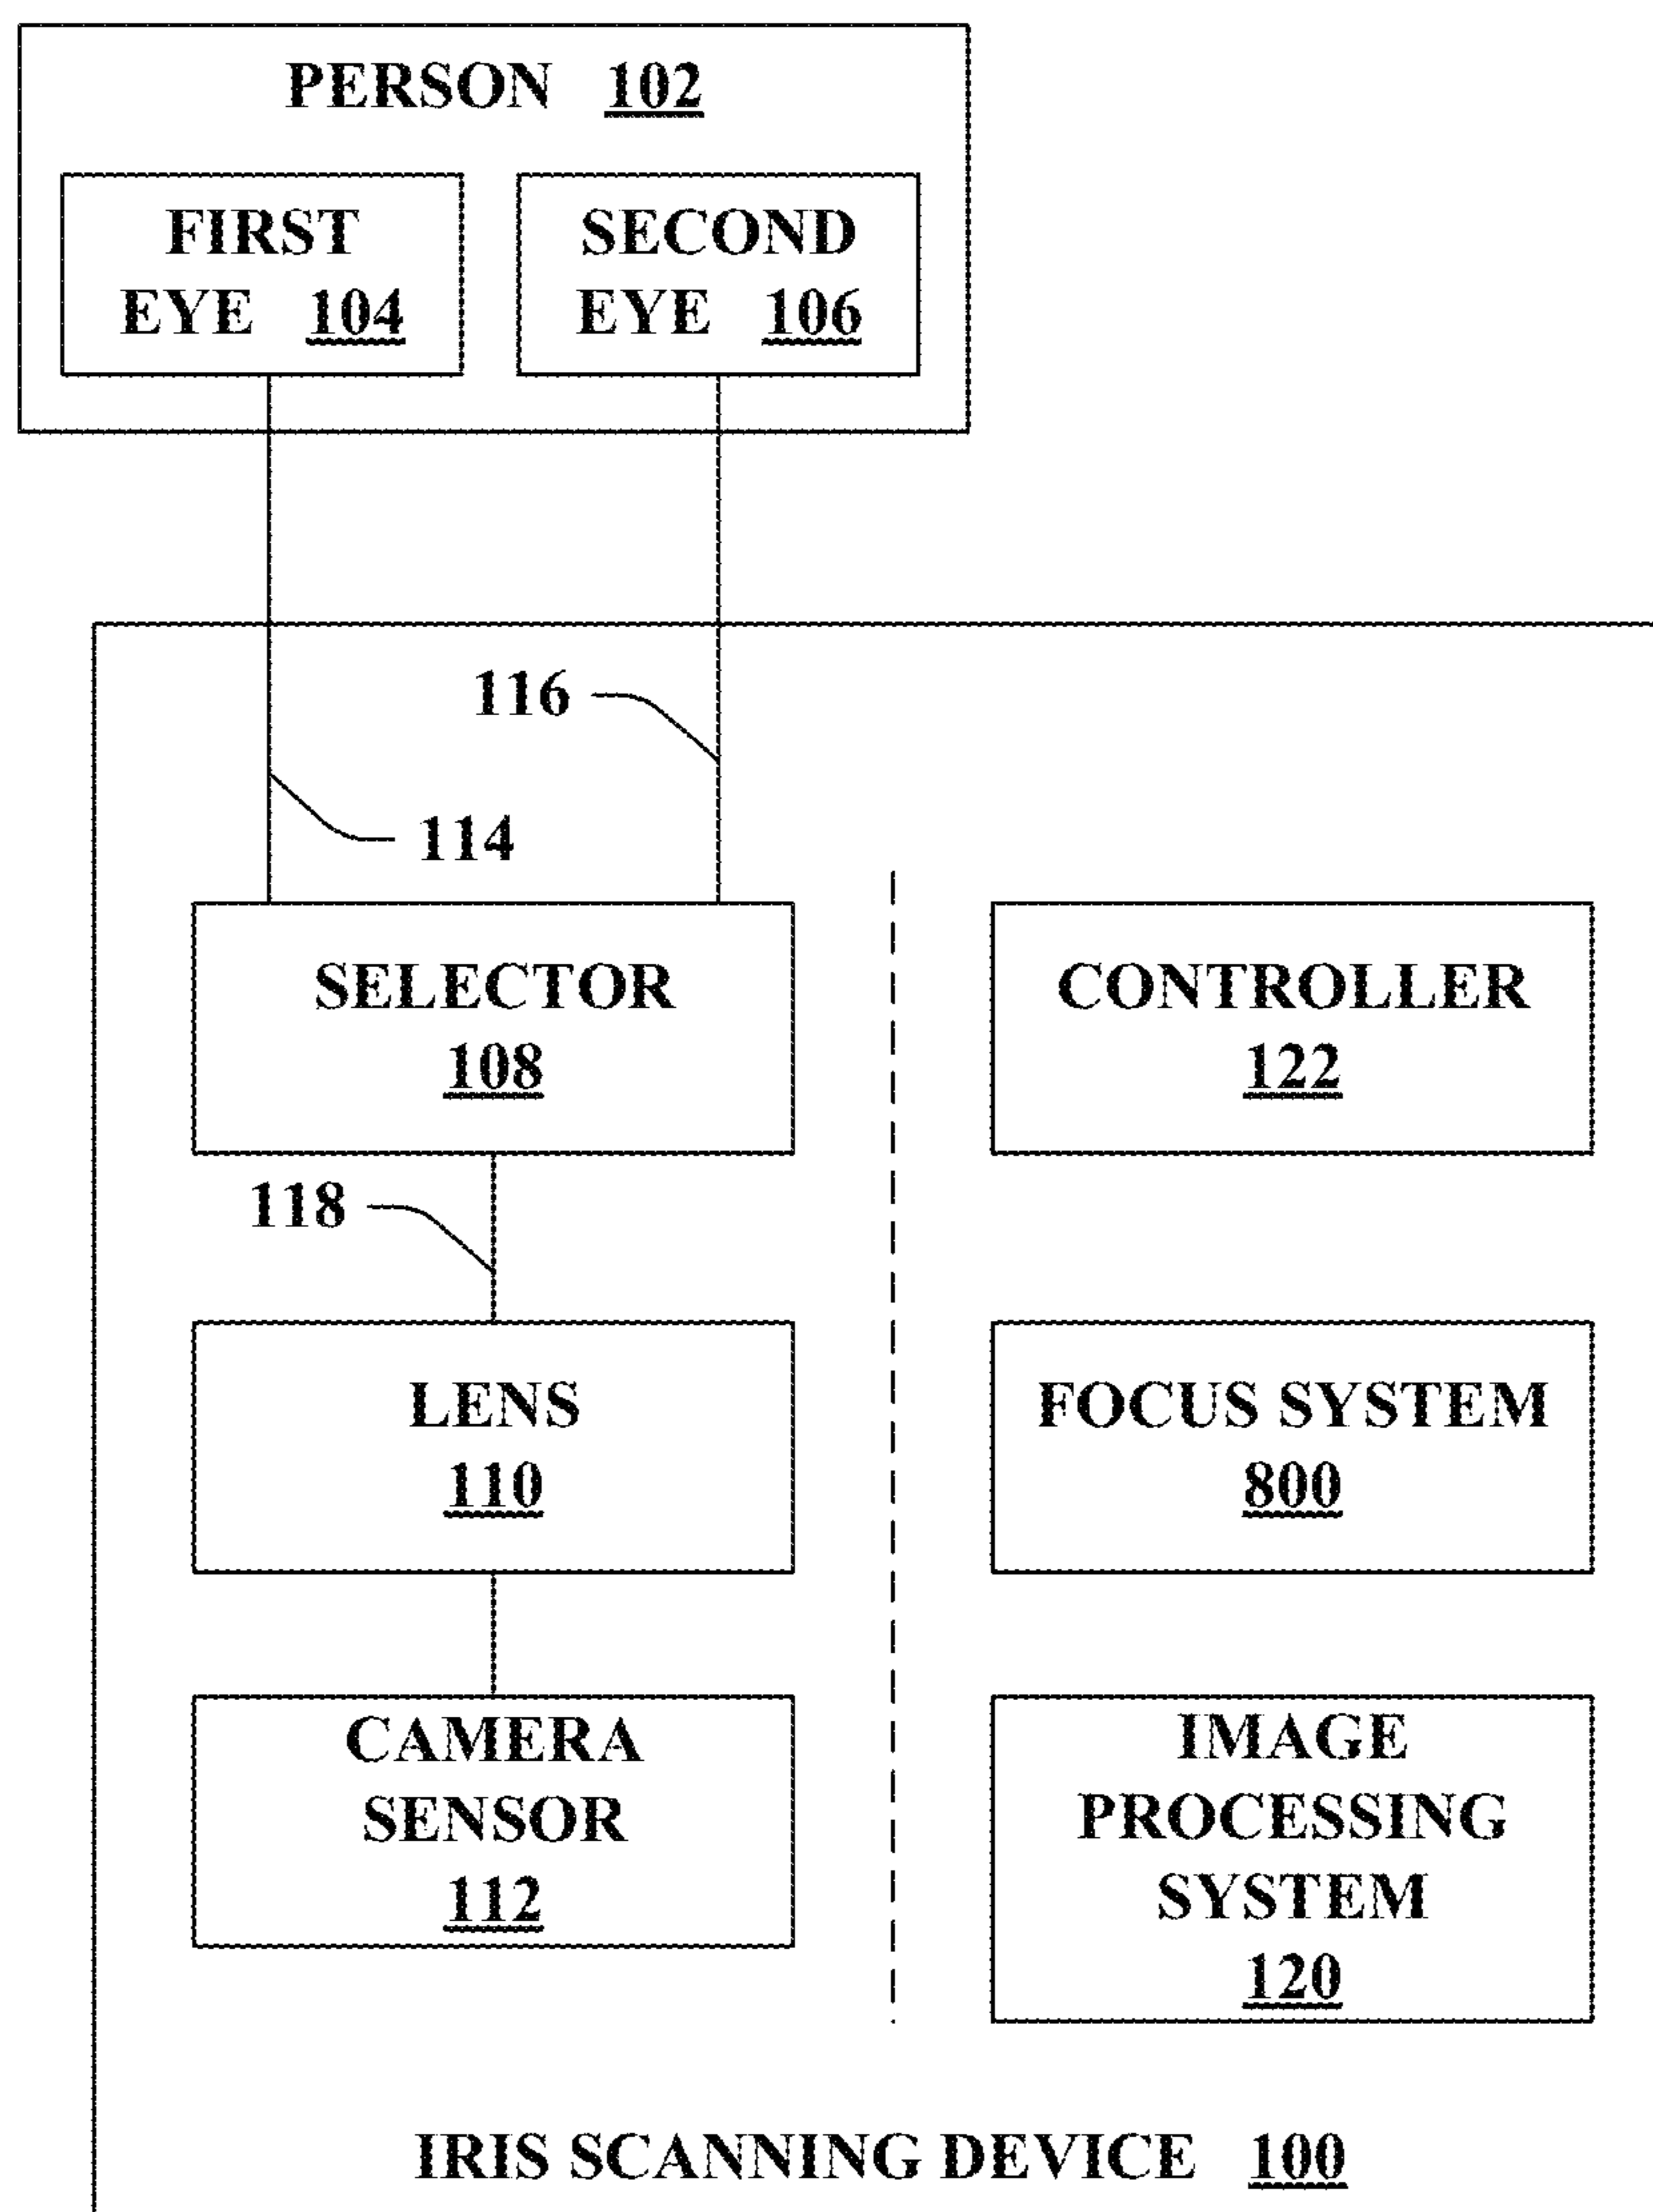 PERSON 102
FIRST
EYE 104
SECOND
EYE 106
116
114
SELECTOR
108
CONTROLLER
122
118
LENS
110
FOCUS SYSTEM
800
CAMERA
SENSOR
112
IMAGE
PROCESSING
SYSTEM
120
IRIS SCANNING DEVICE 100